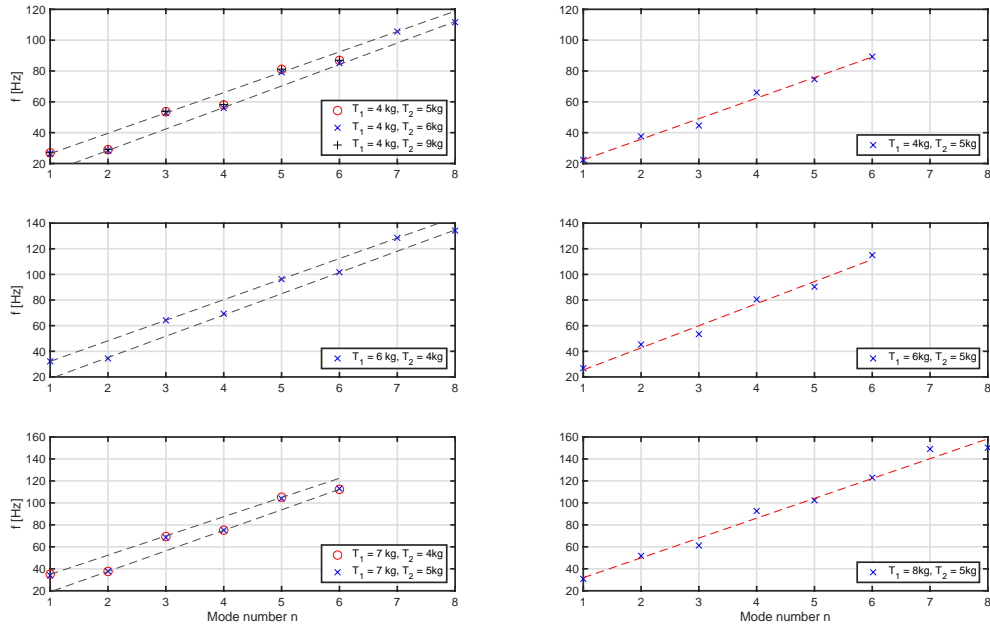 120
100
80
60
40
20
f [Hz]
1 2 3 4 5 6 7 8
T1 = 4 kg, T2 = 5kg
T1 = 4 kg, T2 = 6kg
T1 = 4 kg, T2 = 9kg
120
100
80
60
40
20
1 2 3 4 5 6 7 8
T1 = 4kg, T2 = 5kg
140
120
100
80
60
40
20
f [Hz]
1 2 3 4 5 6 7 8
T1 = 6 kg, T2 = 4kg
140
120
100
80
60
40
20
1 2 3 4 5 6 7 8
T1 = 6kg, T2 = 5kg
160
140
120
100
80
60
40
20
f [Hz]
1 2 3 4 5 6 7 8
T1 = 7 kg, T2 = 4kg
T1 = 7 kg, T2 = 5kg
Mode number n
160
140
120
100
80
60
40
20
1 2 3 4 5 6 7 8
T1 = 8kg, T2 = 5kg
Mode number n